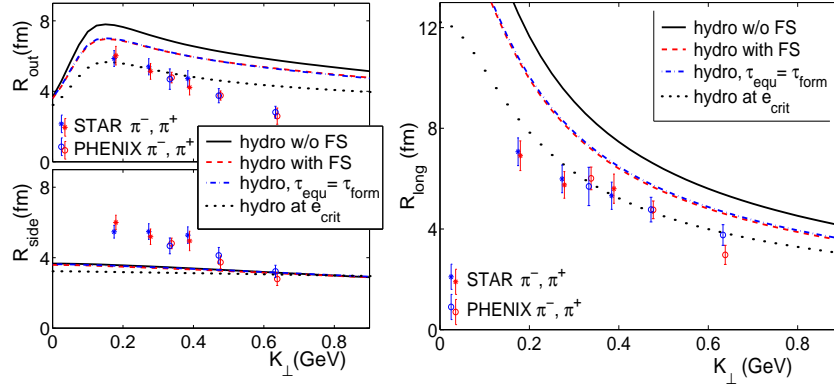 R_out(fm)
8
4
0
STAR π⁻, π⁺
PHENIX π⁻, π⁺
hydro w/o FS
hydro with FS
hydro, τ_equ = τ_form
hydro at e_crit
R_side(fm)
8
4
0
0
0.2
0.4
0.6
0.8
K_⊥(GeV)
R_long (fm)
12
8
4
0
hydro w/o FS
hydro with FS
hydro, τ_equ = τ_form
hydro at e_crit
STAR π⁻, π⁺
PHENIX π⁻, π⁺
0
0.2
0.4
0.6
0.8
K_⊥ (GeV)